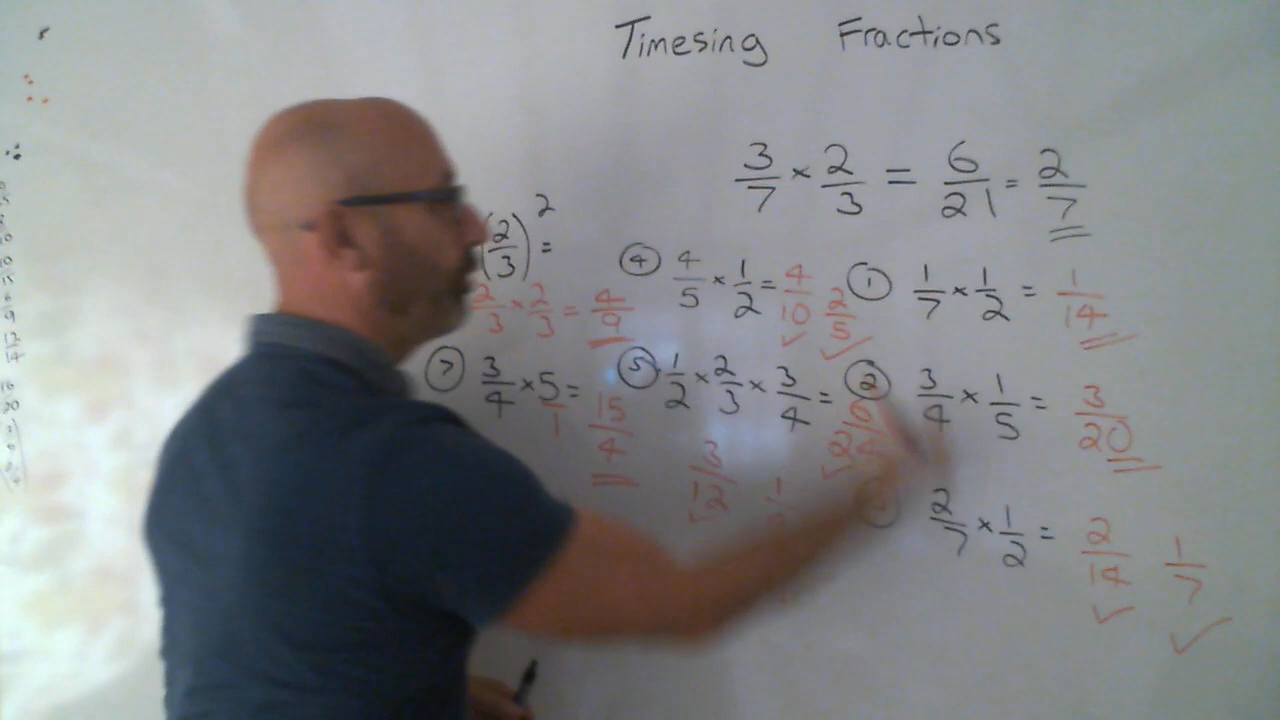 Timesing Fractions
3/7 × 2/3 = 6/21 = 2/7
(2/3)² =
2/3 × 2/3 = 4/9
④ 4/5 × 1/2 = 4/10 2/5
① 1/7 × 1/2 = 1/14
⑦ 3/4 × 5 = 15/4
1
⑤ 1/2 × 2/3 × 3/4 =
3/12
② 3/4 × 1/5 = 3/20
2/7 × 1/2 = 2/14 1/7